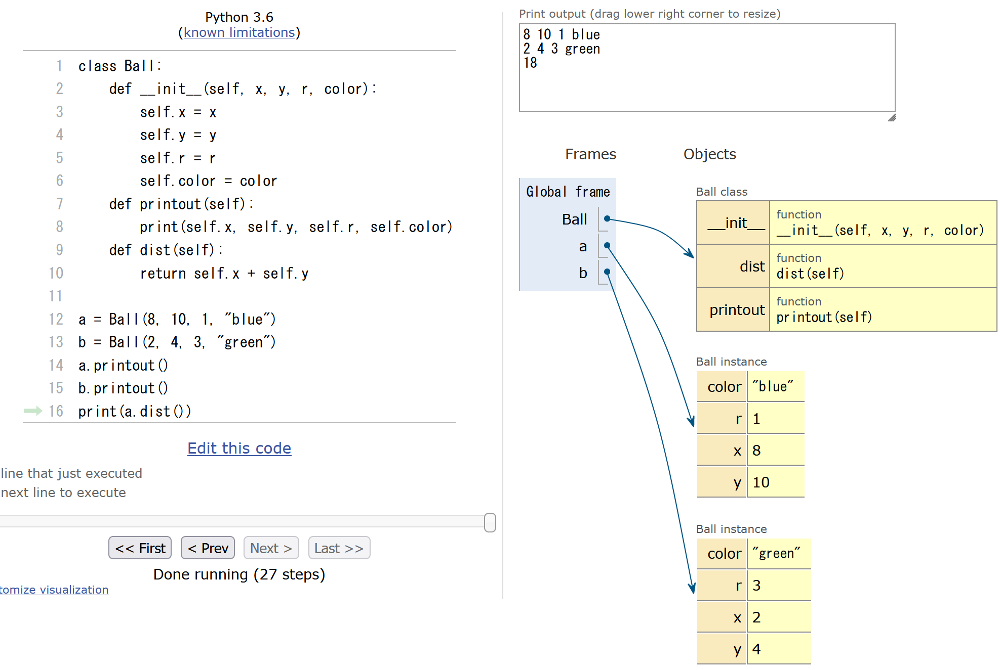 Python 3.6
(known limitations)
1 class Ball:
2 def __init__(self, x, y, r, color):
3 self.x = x
4 self.y = y
5 self.r = r
6 self.color = color
7 def printout(self):
8 print(self.x, self.y, self.r, self.color)
9 def dist(self):
10 return self.x + self.y
11
12 a = Ball(8, 10, 1, "blue")
13 b = Ball(2, 4, 3, "green")
14 a.printout()
15 b.printout()
16 print(a.dist())
Edit this code
line that just executed
next line to execute
<< First < Prev Next > Last >>
Done running (27 steps)
tomize visualization
Print output (drag lower right corner to resize)
8 10 1 blue
2 4 3 green
18
Frames Objects
Global frame
Ball
a
b
Ball class
__init__ function
__init__(self, x, y, r, color)
dist function
dist(self)
printout function
printout(self)
Ball instance
color "blue"
r 1
x 8
y 10
Ball instance
color "green"
r 3
x 2
y 4